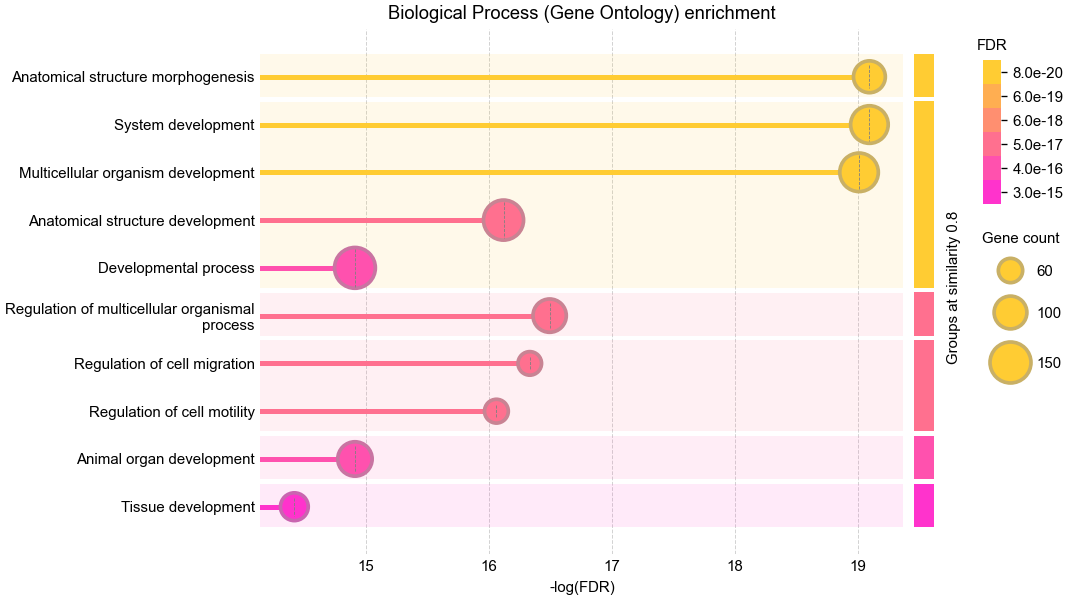 Biological Process (Gene Ontology) enrichment
Anatomical structure morphogenesis
System development
Multicellular organism development
Anatomical structure development
Developmental process
Regulation of multicellular organismal
process
Regulation of cell migration
Regulation of cell motility
Animal organ development
Tissue development
15
16
17
18
19
-log(FDR)
Groups at similarity 0.8
FDR
8.0e-20
6.0e-19
6.0e-18
5.0e-17
4.0e-16
3.0e-15
Gene count
60
100
150